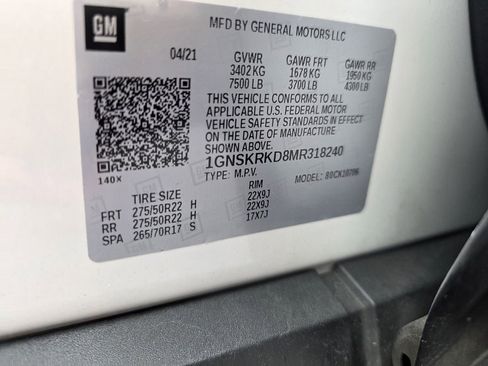 GM
MFD BY GENERAL MOTORS LLC
04/21
GVWR GAWR FRT GAWR RR
3402 KG 1678 KG 1950 KG
7500 LB 3700 LB 4300 LB
THIS VEHICLE CONFORMS TO ALL
APPLICABLE U.S. FEDERAL MOTOR
VEHICLE SAFETY STANDARDS IN EFFECT
ON THE DATE OF MANUFACTURE
SHOWN ABOVE.
1GNSKRKD8MR318240
140X
TYPE: M.P.V. MODEL: 80CK10706
TIRE SIZE RIM
FRT 275/50R22 H 22X9J
RR 275/50R22 H 22X9J
SPA 265/70R17 S 17X7J